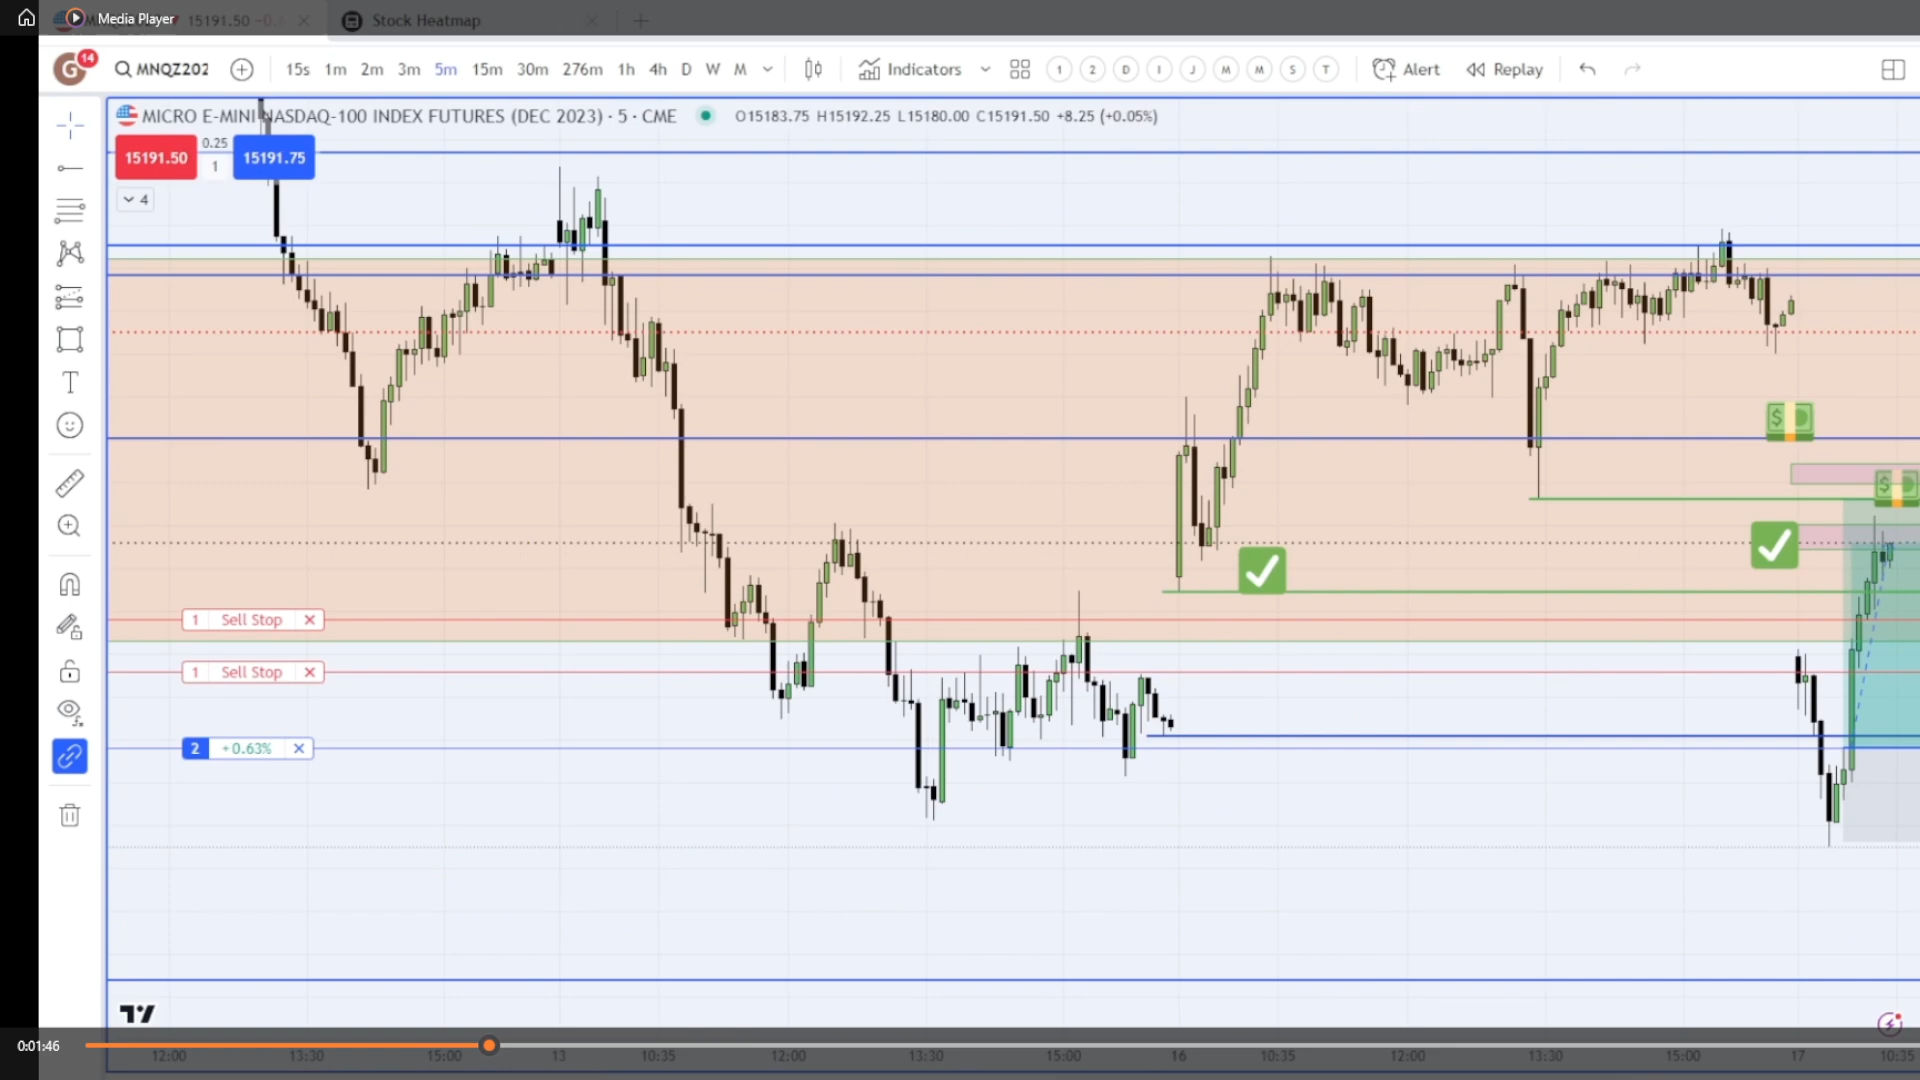 Media Player
15191.50
Stock Heatmap
G 14 MNQZ202 15s 1m 2m 3m 5m 15m 30m 276m 1h 4h D W M Indicators 1 2 D I J M M S T Alert Replay
MICRO E-MINI NASDAQ-100 INDEX FUTURES (DEC 2023) · 5 · CME O15183.75 H15192.25 L15180.00 C15191.50 +8.25 (+0.05%)
15191.50 0.25 1 15191.75
4
T
1 Sell Stop
1 Sell Stop
2 +0.63%
0:01:46
12:00 13:30 15:00 13 10:35 12:00 13:30 15:00 16 10:35 12:00 13:30 15:00 17 10:35